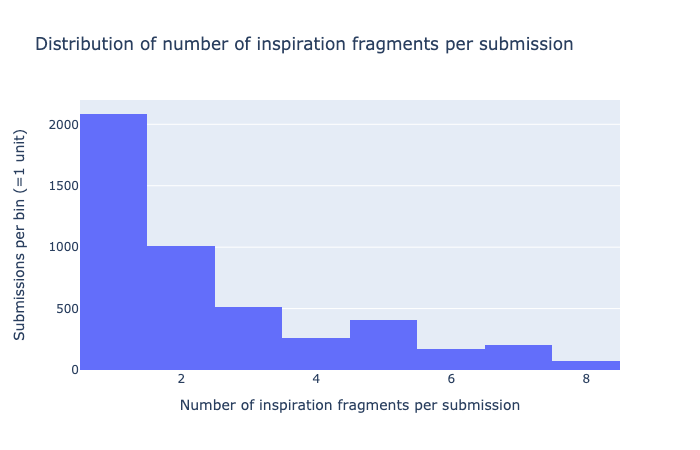 Distribution of number of inspiration fragments per submission
Submissions per bin (=1 unit)
2000
1500
1000
500
0
2 4 6 8
Number of inspiration fragments per submission